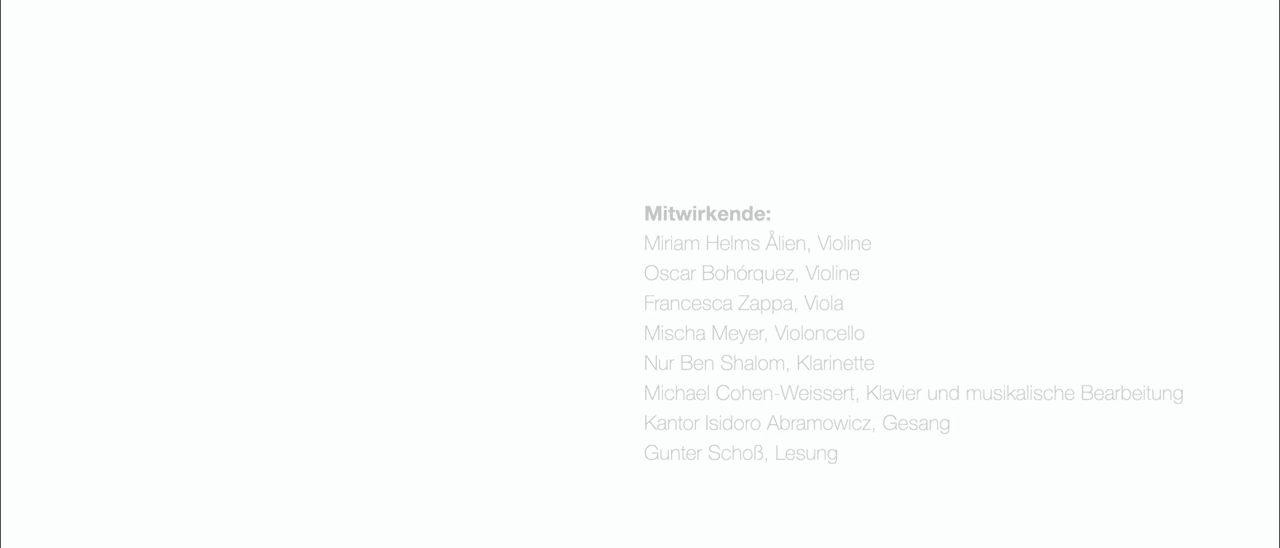 Mitwirkende:
Miriam Helms Ålien, Violine
Oscar Bohórquez, Violine
Francesca Zappa, Viola
Mischa Meyer, Violoncello
Nur Ben Shalom, Klarinette
Michael Cohen-Weissert, Klavier und musikalische Bearbeitung
Kantor Isidoro Abramowicz, Gesang
Gunter Schoß, Lesung